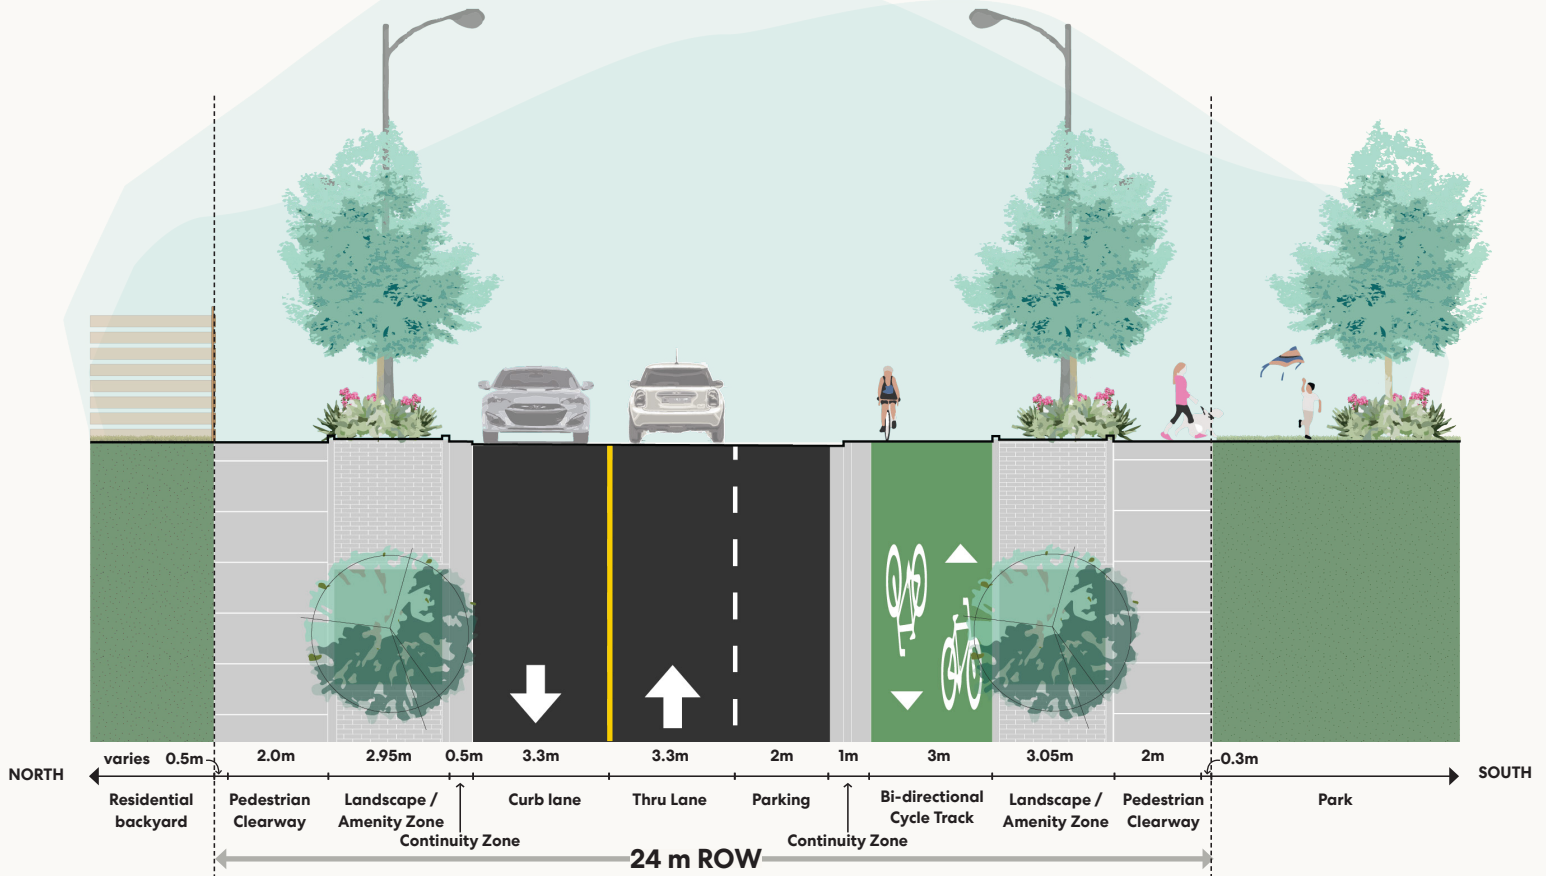 varies 0.5m 2.0m 2.95m 0.5m 3.3m 3.3m 2m 1m 3m 3.05m 2m 0.3m
NORTH SOUTH
Residential
backyard
Pedestrian
Clearway
Landscape /
Amenity Zone
Continuity Zone
Curb lane
Thru Lane
Parking
Continuity Zone
Bi-directional
Cycle Track
Landscape /
Amenity Zone
Pedestrian
Clearway
Park
24 m ROW